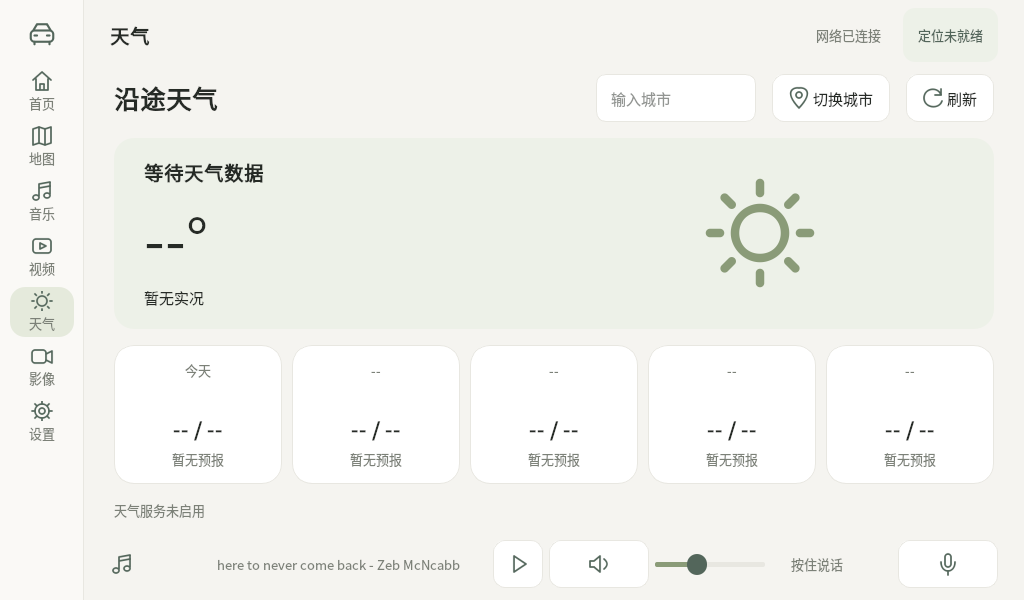 天气
网络已连接
定位未就绪
首页
地图
音乐
视频
天气
影像
设置
沿途天气
输入城市
切换城市
刷新
等待天气数据
--°
暂无实况
今天
-- / --
暂无预报
--
-- / --
暂无预报
--
-- / --
暂无预报
--
-- / --
暂无预报
--
-- / --
暂无预报
天气服务未启用
here to never come back - Zeb McNcabb
按住说话